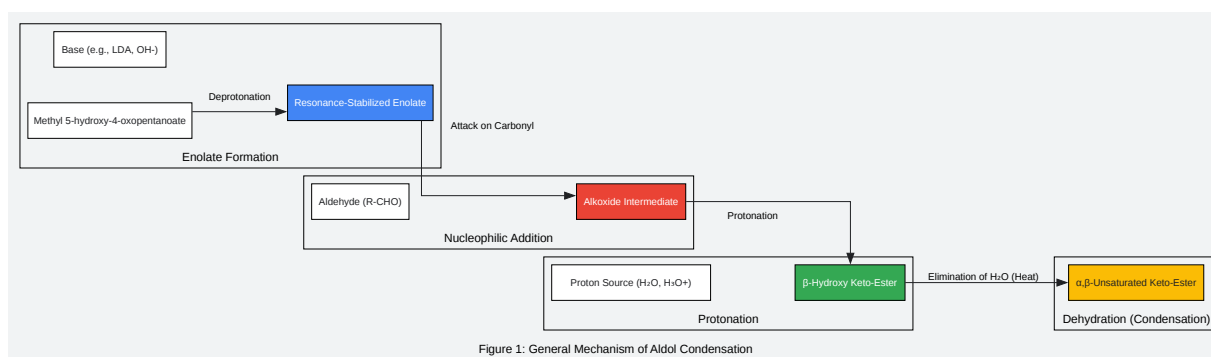 Base (e.g., LDA, OH-)
Deprotonation
Resonance-Stabilized Enolate
Methyl 5-hydroxy-4-oxopentanoate
Attack on Carbonyl
Enolate Formation
Aldehyde (R-CHO)
Alkoxide Intermediate
Protonation
Nucleophilic Addition
Proton Source (H₂O, H₃O+)
β-Hydroxy Keto-Ester
Elimination of H₂O (Heat)
α,β-Unsaturated Keto-Ester
Protonation
Dehydration (Condensation)
Figure 1: General Mechanism of Aldol Condensation